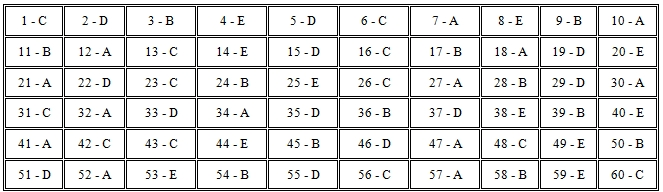 1 - C 2 - D 3 - B 4 - E 5 - D 6 - C 7 - A 8 - E 9 - B 10 - A
11 - B 12 - A 13 - C 14 - E 15 - D 16 - C 17 - B 18 - A 19 - D 20 - E
21 - A 22 - D 23 - C 24 - B 25 - E 26 - C 27 - A 28 - B 29 - D 30 - A
31 - C 32 - A 33 - D 34 - A 35 - D 36 - B 37 - D 38 - E 39 - B 40 - E
41 - A 42 - C 43 - C 44 - E 45 - B 46 - D 47 - A 48 - C 49 - E 50 - B
51 - D 52 - A 53 - E 54 - B 55 - D 56 - C 57 - A 58 - B 59 - E 60 - C